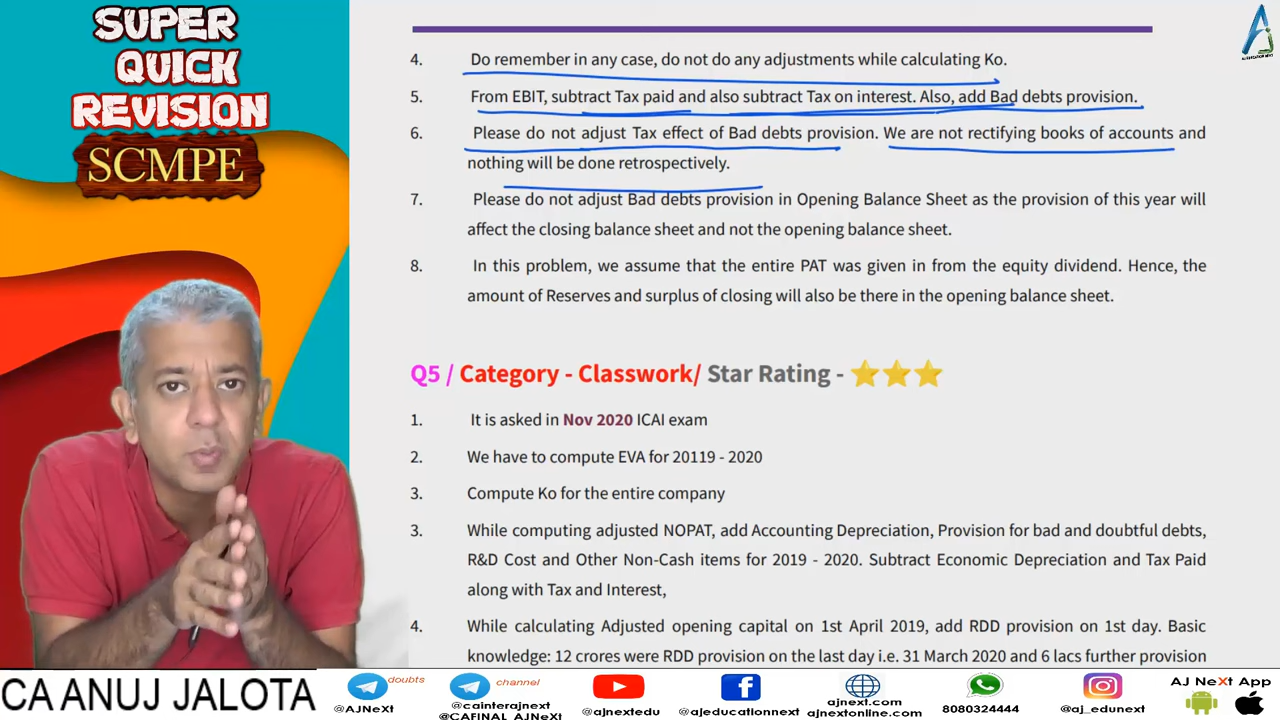 SUPER
QUICK
REVISION
SCMPE
AJ
4. Do remember in any case, do not do any adjustments while calculating Ko.
5. From EBIT, subtract Tax paid and also subtract Tax on interest. Also, add Bad debts provision.
6. Please do not adjust Tax effect of Bad debts provision. We are not rectifying books of accounts and
nothing will be done retrospectively.
7. Please do not adjust Bad debts provision in Opening Balance Sheet as the provision of this year will
affect the closing balance sheet and not the opening balance sheet.
8. In this problem, we assume that the entire PAT was given in from the equity dividend. Hence, the
amount of Reserves and surplus of closing will also be there in the opening balance sheet.
Q5 / Category - Classwork/ Star Rating -
1. It is asked in Nov 2020 ICAI exam
2. We have to compute EVA for 20119 - 2020
3. Compute Ko for the entire company
3. While computing adjusted NOPAT, add Accounting Depreciation, Provision for bad and doubtful debts,
R&D Cost and Other Non-Cash items for 2019 - 2020. Subtract Economic Depreciation and Tax Paid
along with Tax and Interest,
4. While calculating Adjusted opening capital on 1st April 2019, add RDD provision on 1st day. Basic
knowledge: 12 crores were RDD provision on the last day i.e. 31 March 2020 and 6 lacs further provision
CA ANUJ JALOTA
doubts
@AJNeXt
channel
@cainterajnext
@CAFINAL_AJNeXt
@ajnextedu
@ajeducationnext
ajnext.com
ajnextonline.com
8080324444
@aj_edunext
AJ NeXt App